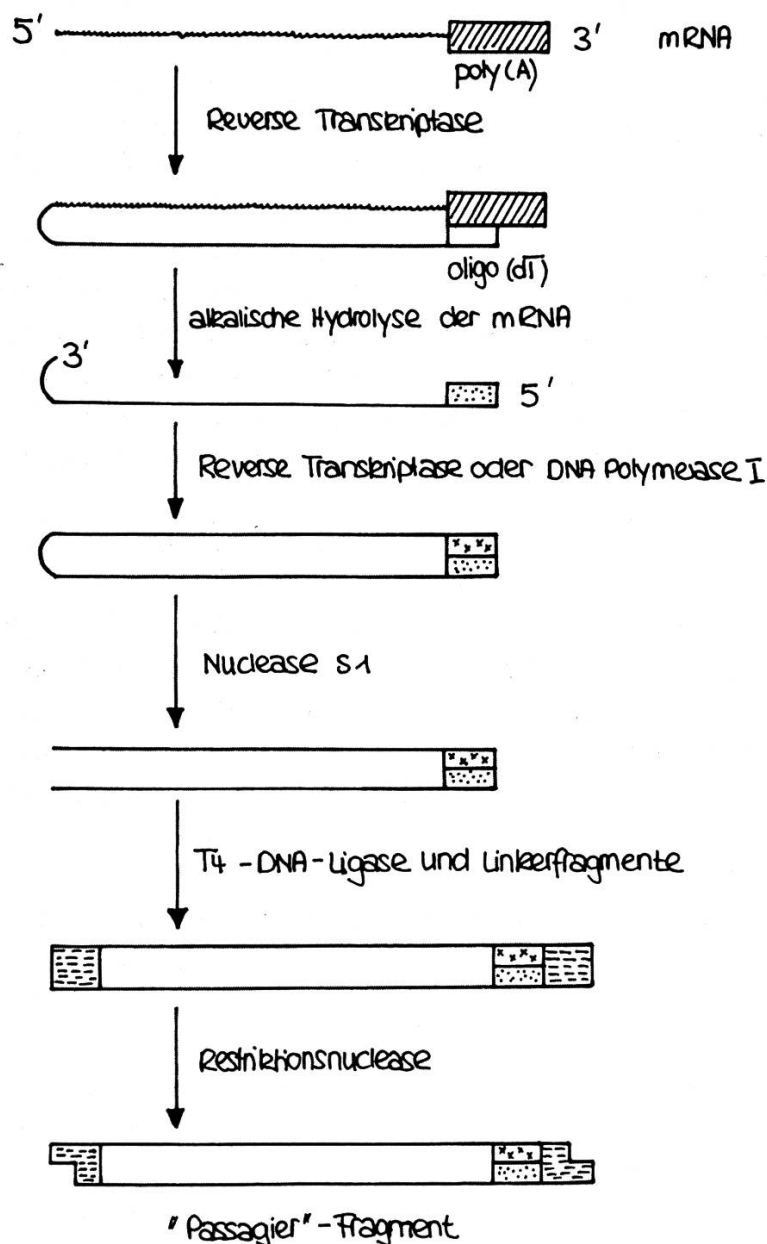 5' 3' mRNA
poly(A)
Reverse Transkriptase
oligo (dT)
alkalische Hydrolyse der mRNA
3'
5'
Reverse Transkriptase oder DNA Polymerase I
Nuclease S1
T4-DNA-Ligase und Linkerfragmente
Restriktionsnuclease
"Passagier"-Fragment